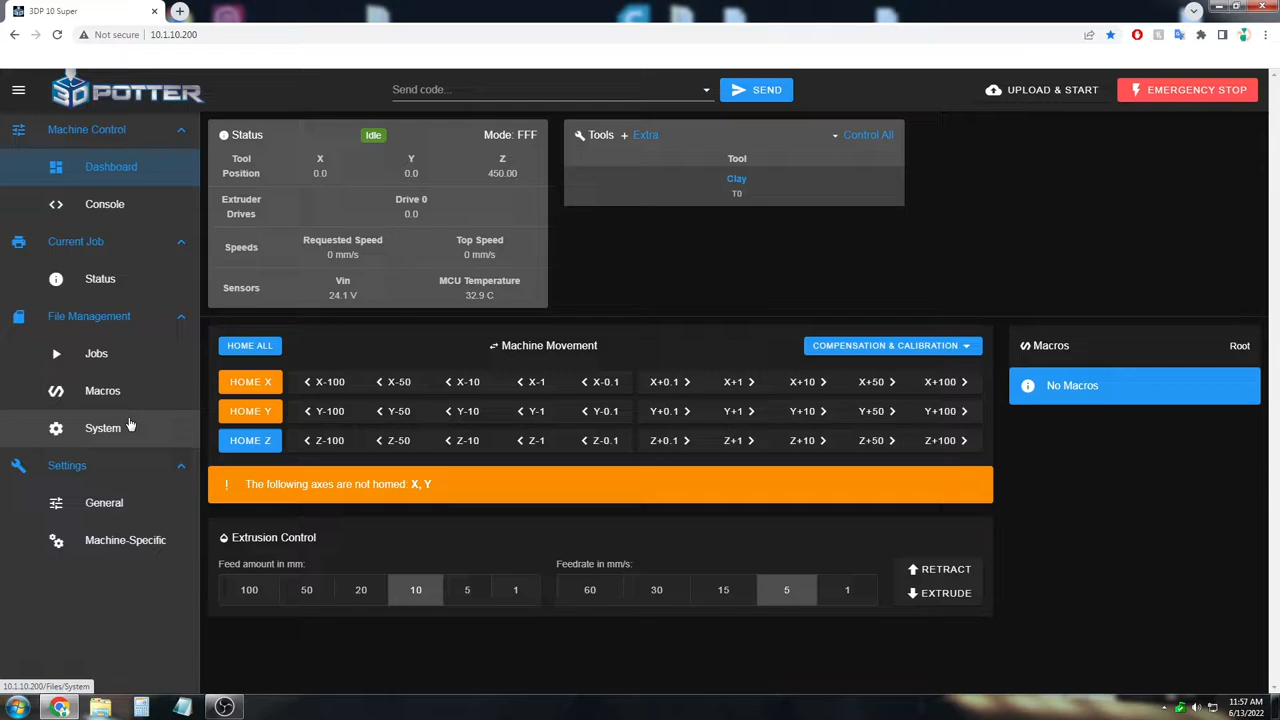 3DP 10 Super
Not secure
10.1.10.200
3D POTTER
Send code...
SEND
UPLOAD & START
EMERGENCY STOP
Machine Control
Dashboard
Console
Current Job
Status
File Management
Jobs
Macros
System
Settings
General
Machine-Specific
Status Idle Mode: FFF
Tool Position X Y Z
0.0 0.0 450.00
Extruder Drives Drive 0
0.0
Speeds Requested Speed Top Speed
0 mm/s 0 mm/s
Sensors Vin MCU Temperature
24.1 V 32.9 C
Tools + Extra Control All
Tool
Clay
T0
HOME ALL Machine Movement COMPENSATION & CALIBRATION
HOME X X-100 X-50 X-10 X-1 X-0.1 X+0.1 X+1 X+10 X+50 X+100
HOME Y Y-100 Y-50 Y-10 Y-1 Y-0.1 Y+0.1 Y+1 Y+10 Y+50 Y+100
HOME Z Z-100 Z-50 Z-10 Z-1 Z-0.1 Z+0.1 Z+1 Z+10 Z+50 Z+100
! The following axes are not homed: X, Y
Macros Root
No Macros
Extrusion Control
Feed amount in mm: Feedrate in mm/s:
100 50 20 10 5 1 60 30 15 5 1
RETRACT
EXTRUDE
10.1.10.200/Files/System
11:57 AM
6/13/2022